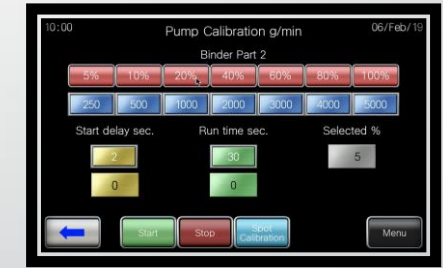 10:00 Pump Calibration g/min 06/Feb/19
Binder Part 2
5% 10% 20% 40% 60% 80% 100%
250 500 1000 2000 3000 4000 5000
Start delay sec. Run time sec. Selected %
2 30 5
0 0
Start Stop Spot Calibration Menu